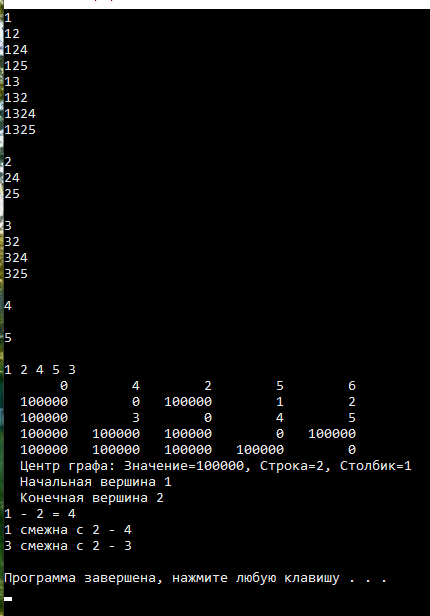 1
12
124
125
13
132
1324
1325
2
24
25
3
32
324
325
4
5
1 2 4 5 3
0 4 2 5 6
100000 0 100000 1 2
100000 3 0 4 5
100000 100000 100000 0 100000
100000 100000 100000 100000 0
Центр графа: Значение=100000, Строка=2, Столбик=1
Начальная вершина 1
Конечная вершина 2
1 - 2 = 4
1 смежна с 2 - 4
3 смежна с 2 - 3
Программа завершена, нажмите любую клавишу . . .